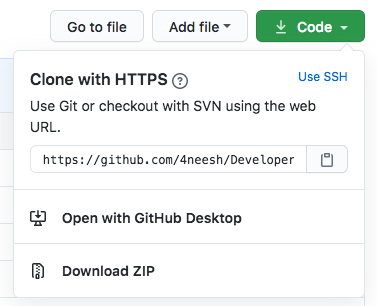 Go to file
Add file
Code
Clone with HTTPS
Use SSH
Use Git or checkout with SVN using the web
URL.
https://github.com/4neesh/Developer
Open with GitHub Desktop
Download ZIP